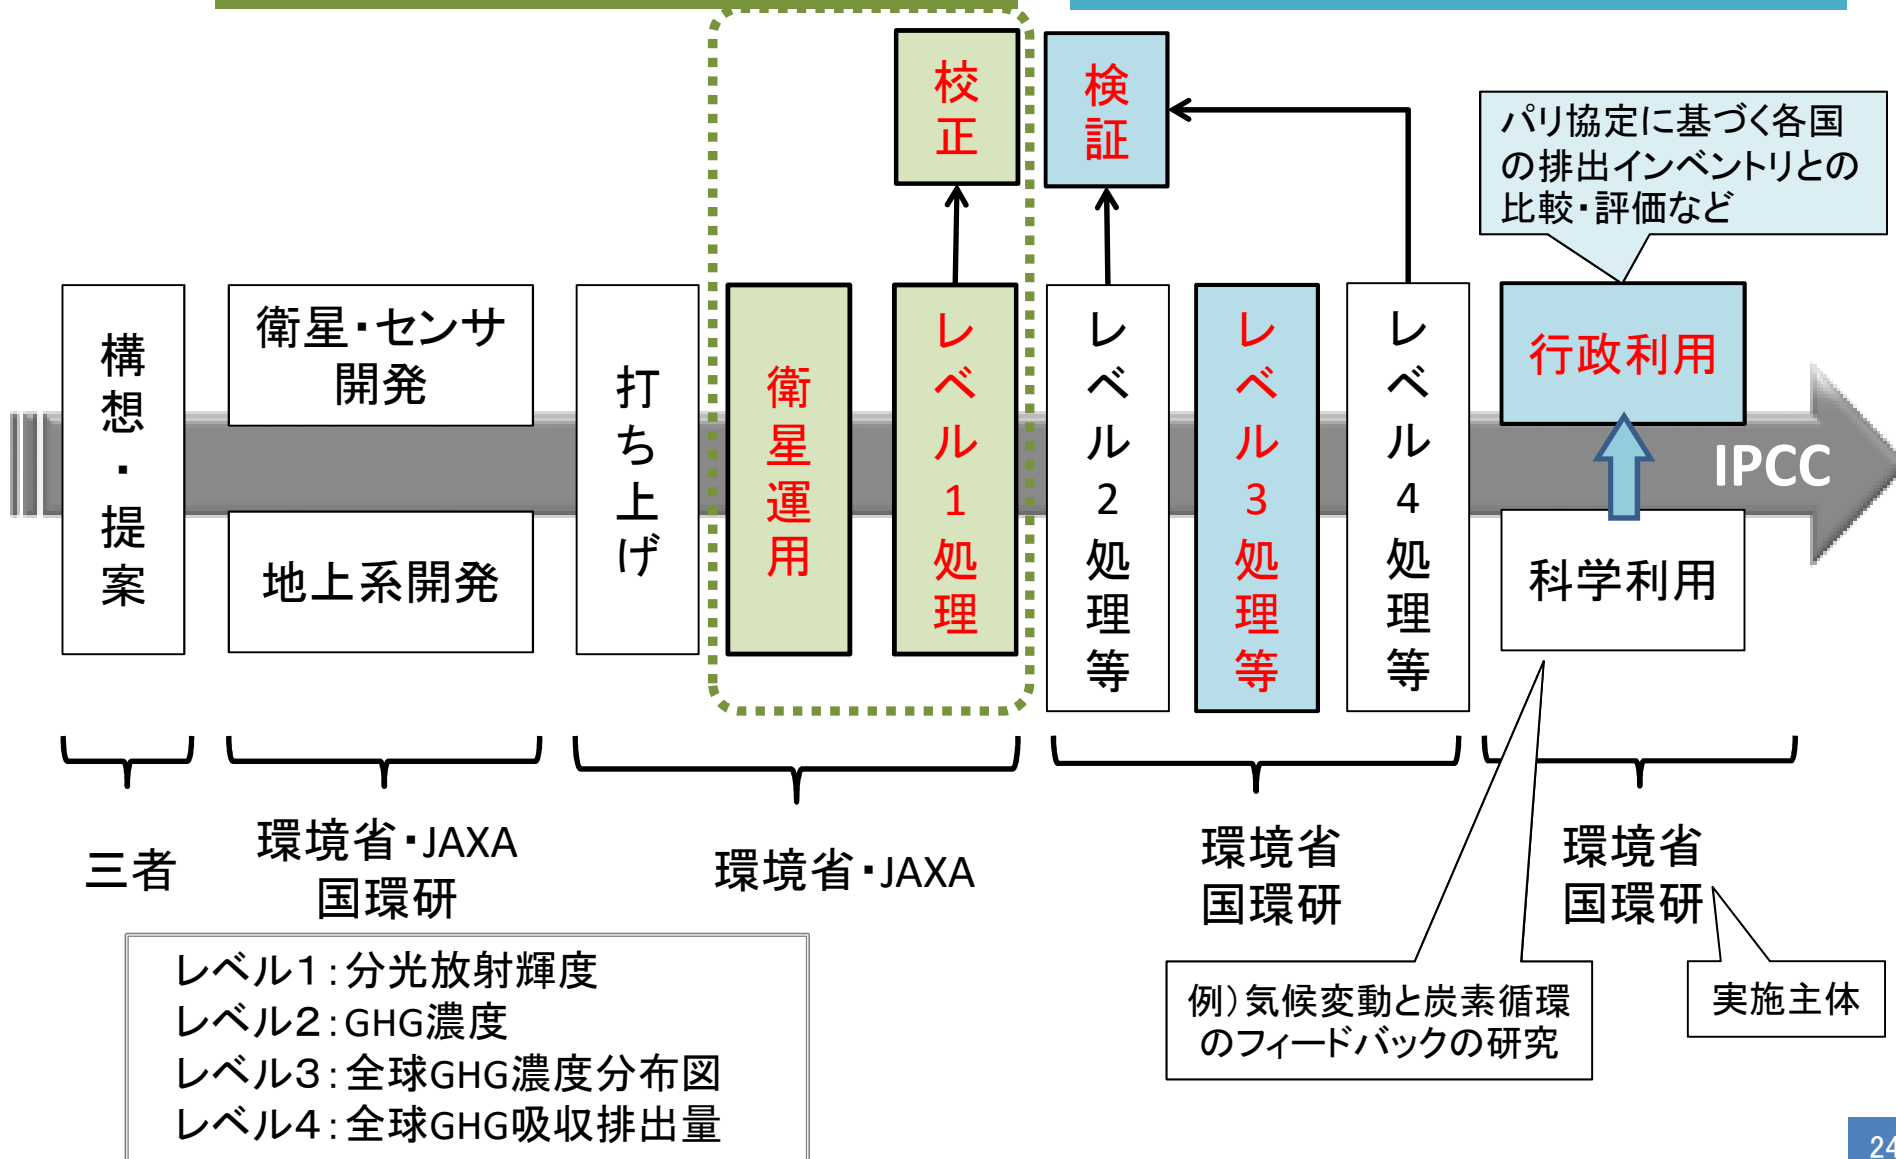 校正
検証
パリ協定に基づく各国
の排出インベントリとの
比較・評価など
構想・提案
衛星・センサ
開発
地上系開発
打ち上げ
衛星運用
レベル1処理
レベル2処理等
レベル3処理等
レベル4処理等
行政利用
科学利用
IPCC
三者
環境省・JAXA
国環研
環境省・JAXA
環境省
国環研
環境省
国環研
例）気候変動と炭素循環
のフィードバックの研究
実施主体
レベル１：分光放射輝度
レベル２：GHG濃度
レベル３：全球GHG濃度分布図
レベル４：全球GHG吸収排出量
24